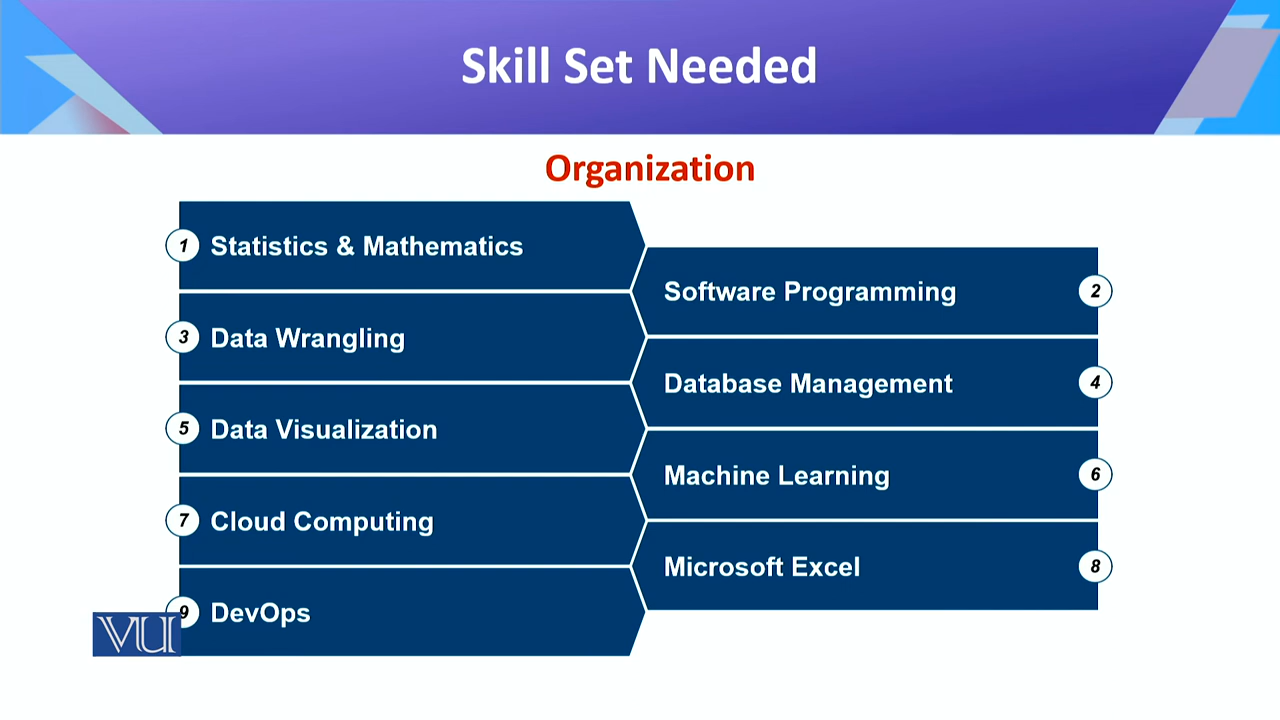 Skill Set Needed
Organization
1 Statistics & Mathematics
2 Software Programming
3 Data Wrangling
4 Database Management
5 Data Visualization
6 Machine Learning
7 Cloud Computing
8 Microsoft Excel
9 DevOps
VU